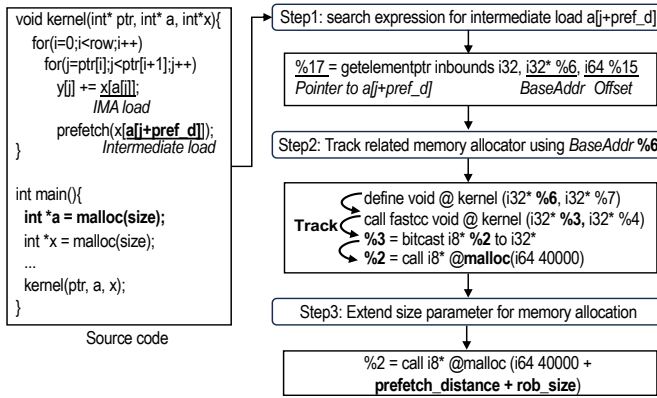 void kernel(int* ptr, int* a, int*x){
for(i=0;i<row;i++)
for(j=ptr[i];j<ptr[i+1];j++)
y[j] += x[a[j]];
IMA load
prefetch(x[a[j+pref_d]]);
} Intermediate load
int main(){
int *a = malloc(size);
int *x = malloc(size);
...
kernel(ptr, a, x);
}
Source code
Step1: search expression for intermediate load a[j+pref_d]
%17 = getelementptr inbounds i32, i32* %6, i64 %15
Pointer to a[j+pref_d] BaseAddr Offset
Step2: Track related memory allocator using BaseAddr %6
Track
define void @ kernel (i32* %6, i32* %7)
call fastcc void @ kernel (i32* %3, i32* %4)
%3 = bitcast i8* %2 to i32*
%2 = call i8* @malloc(i64 40000)
Step3: Extend size parameter for memory allocation
%2 = call i8* @malloc (i64 40000 +
prefetch_distance + rob_size)